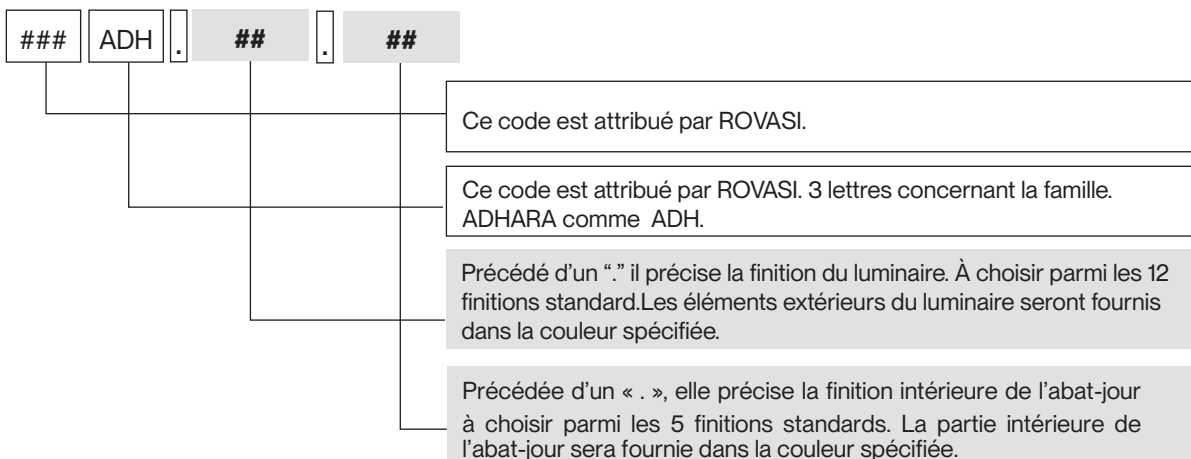 ### ADH . ## . ##
Ce code est attribué par ROVASI.
Ce code est attribué par ROVASI. 3 lettres concernant la famille.
ADHARA comme ADH.
Précédé d'un “.” il précise la finition du luminaire. À choisir parmi les 12
finitions standard.Les éléments extérieurs du luminaire seront fournis
dans la couleur spécifiée.
Précédée d'un « . », elle précise la finition intérieure de l'abat-jour
à choisir parmi les 5 finitions standards. La partie intérieure de
l'abat-jour sera fournie dans la couleur spécifiée.